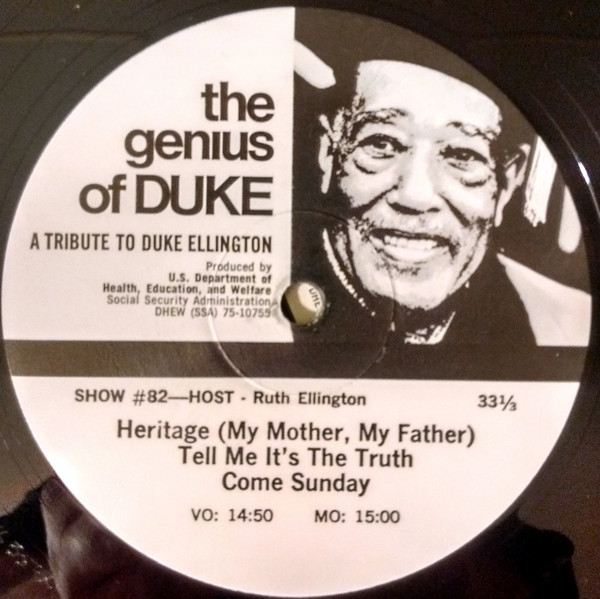 the
genius
of DUKE
A TRIBUTE TO DUKE ELLINGTON
Produced by
U.S. Department of
Health, Education, and Welfare
Social Security Administration
DHEW (SSA) 75-10755
SHOW #82—HOST - Ruth Ellington 33⅓
Heritage (My Mother, My Father)
Tell Me It's The Truth
Come Sunday
VO: 14:50 MO: 15:00